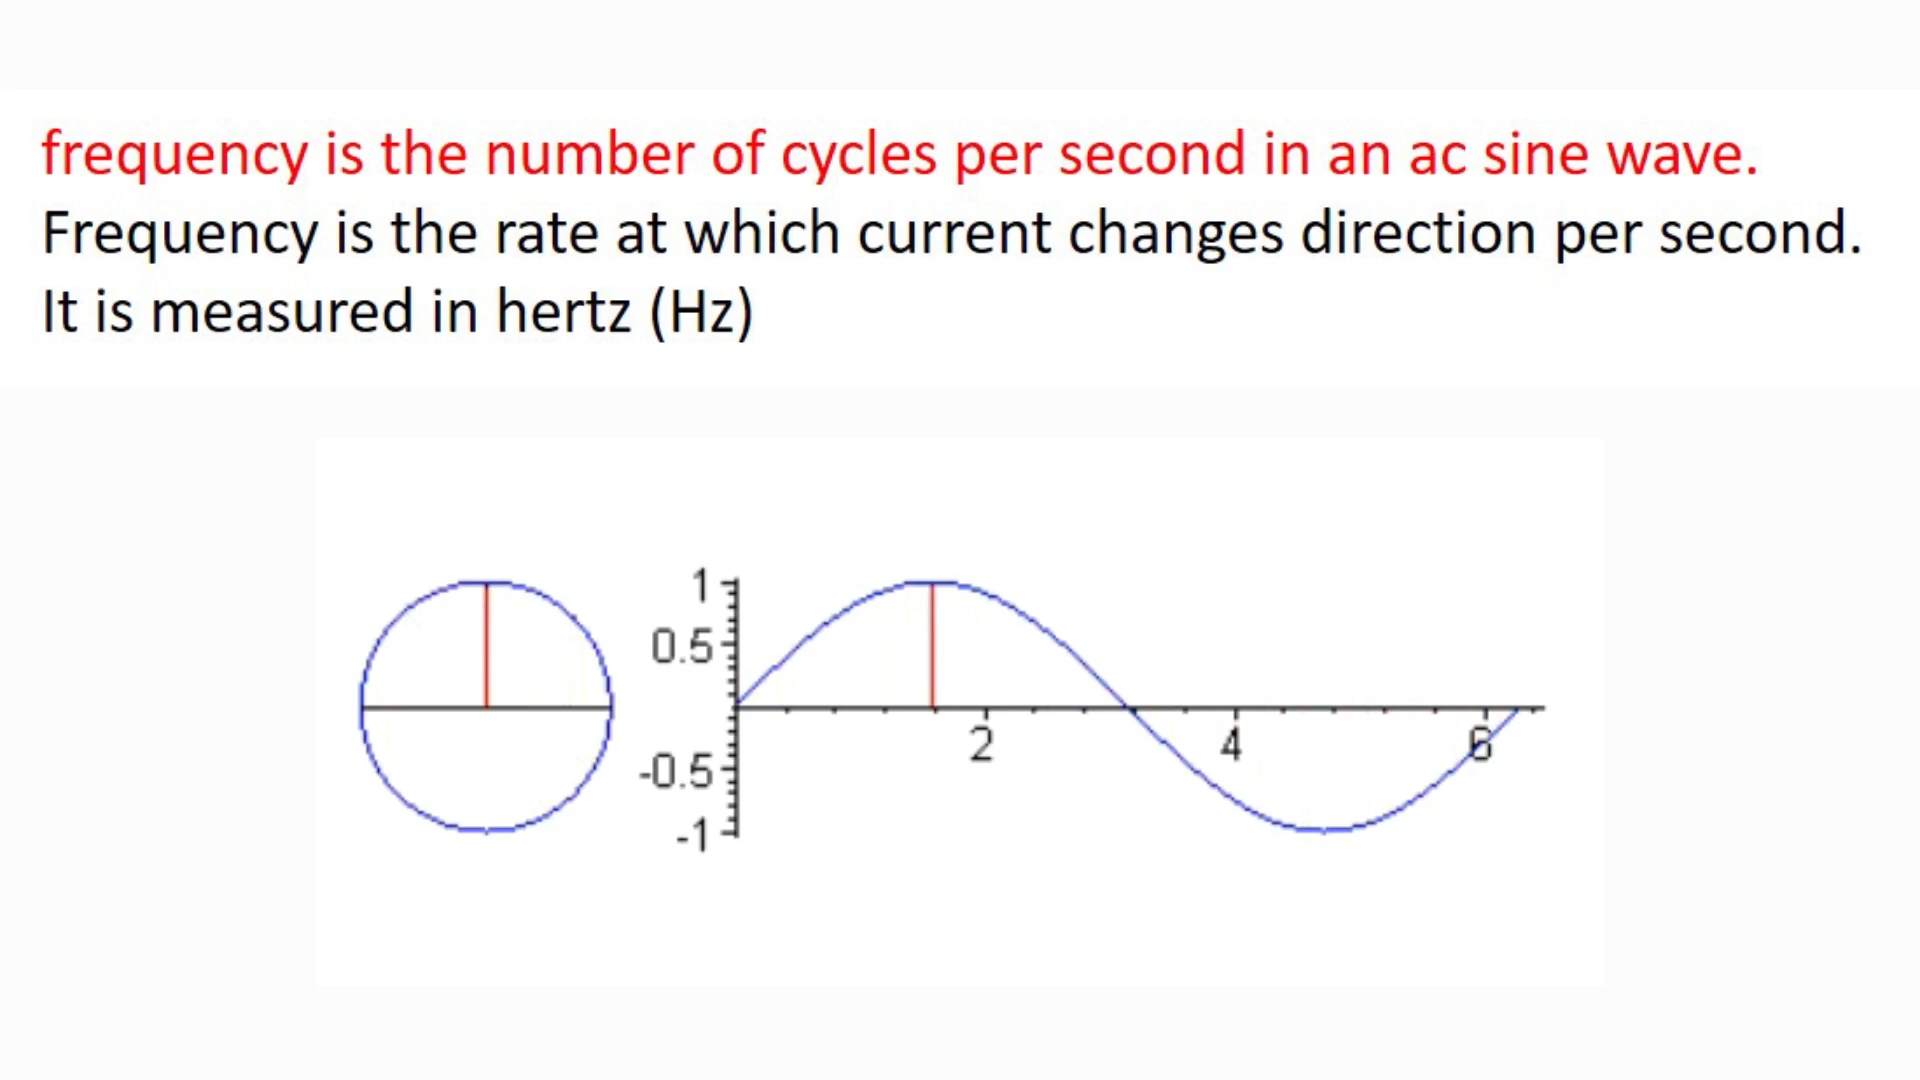 frequency is the number of cycles per second in an ac sine wave.
Frequency is the rate at which current changes direction per second.
It is measured in hertz (Hz)
1
0.5
-0.5
-1
2
4
6